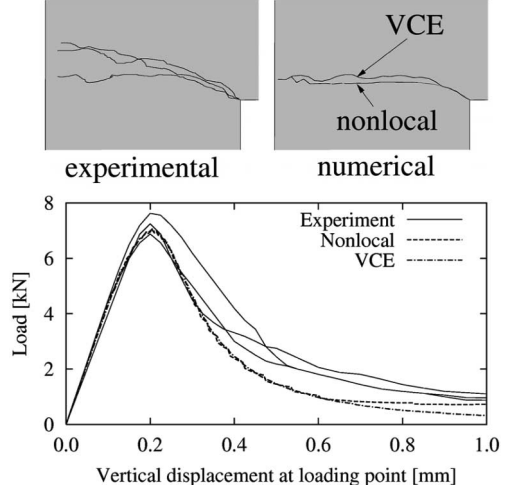 VCE
nonlocal
experimental
numerical
8
6
4
2
0
Load [kN]
Experiment
Nonlocal
VCE
0.0 0.2 0.4 0.6 0.8 1.0
Vertical displacement at loading point [mm]